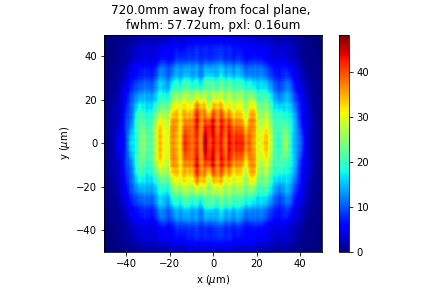 720.0mm away from focal plane,
fwhm: 57.72um, pxl: 0.16um
40
20
0
−20
−40
y (μm)
−40 −20 0 20 40
x (μm)
40
30
20
10
0